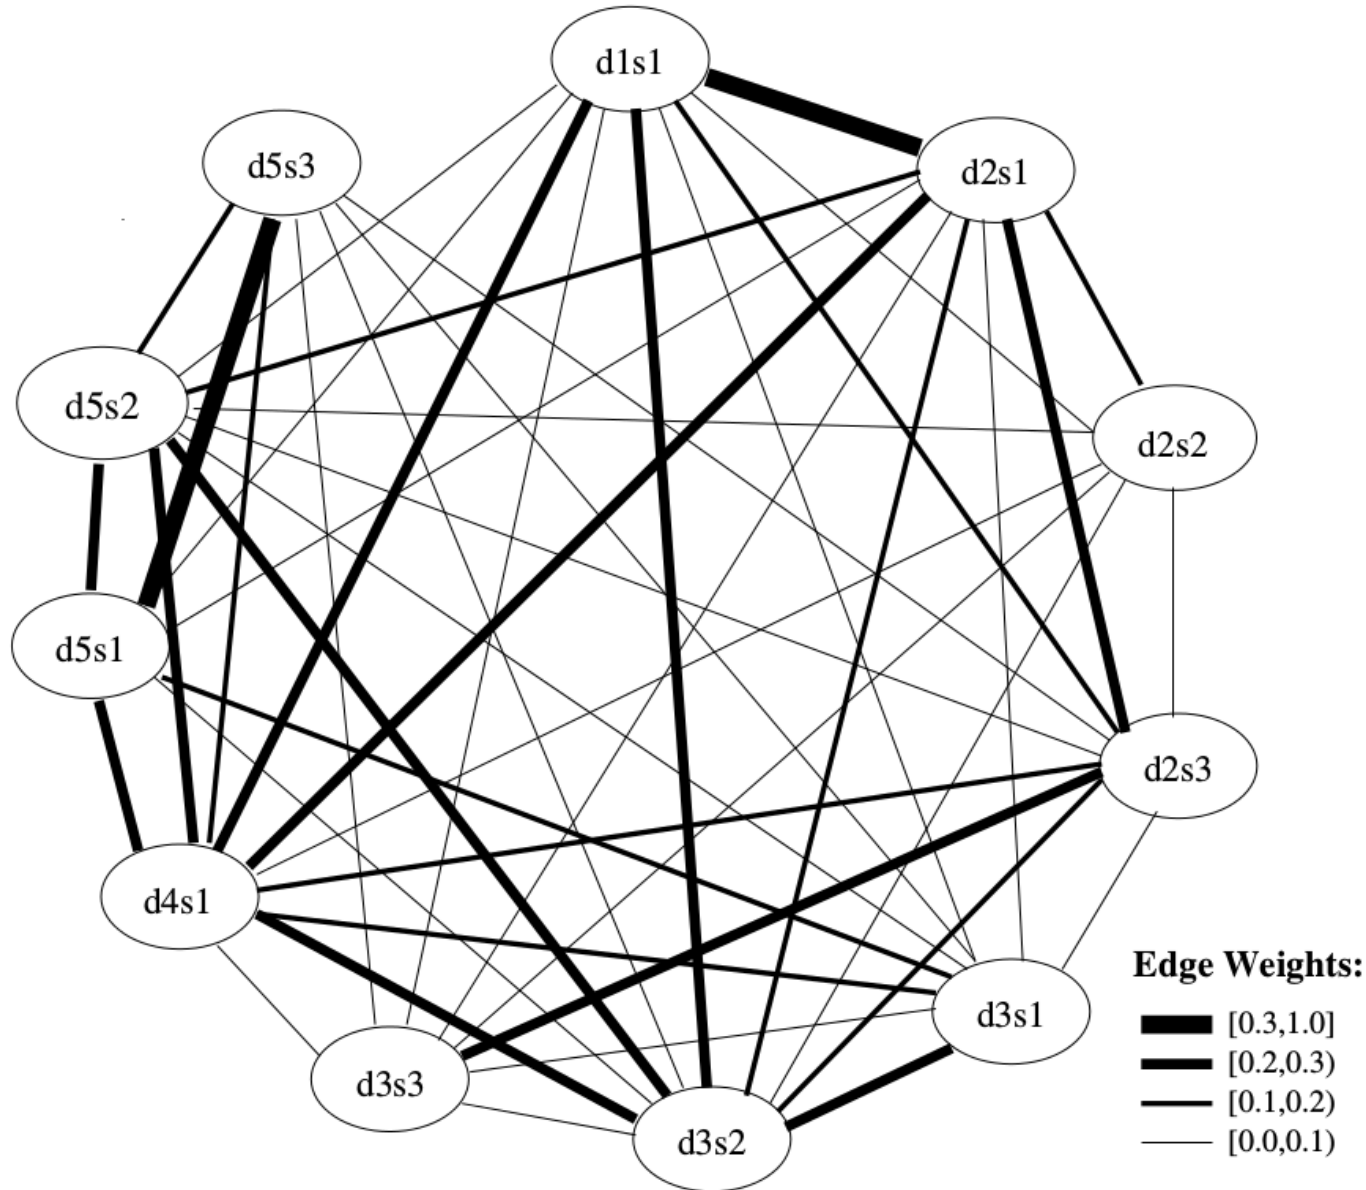 d1s1
d5s3
d2s1
d5s2
d2s2
d5s1
d2s3
d4s1
d3s1
d3s3
d3s2
Edge Weights:
[0.3,1.0]
[0.2,0.3)
[0.1,0.2)
[0.0,0.1)